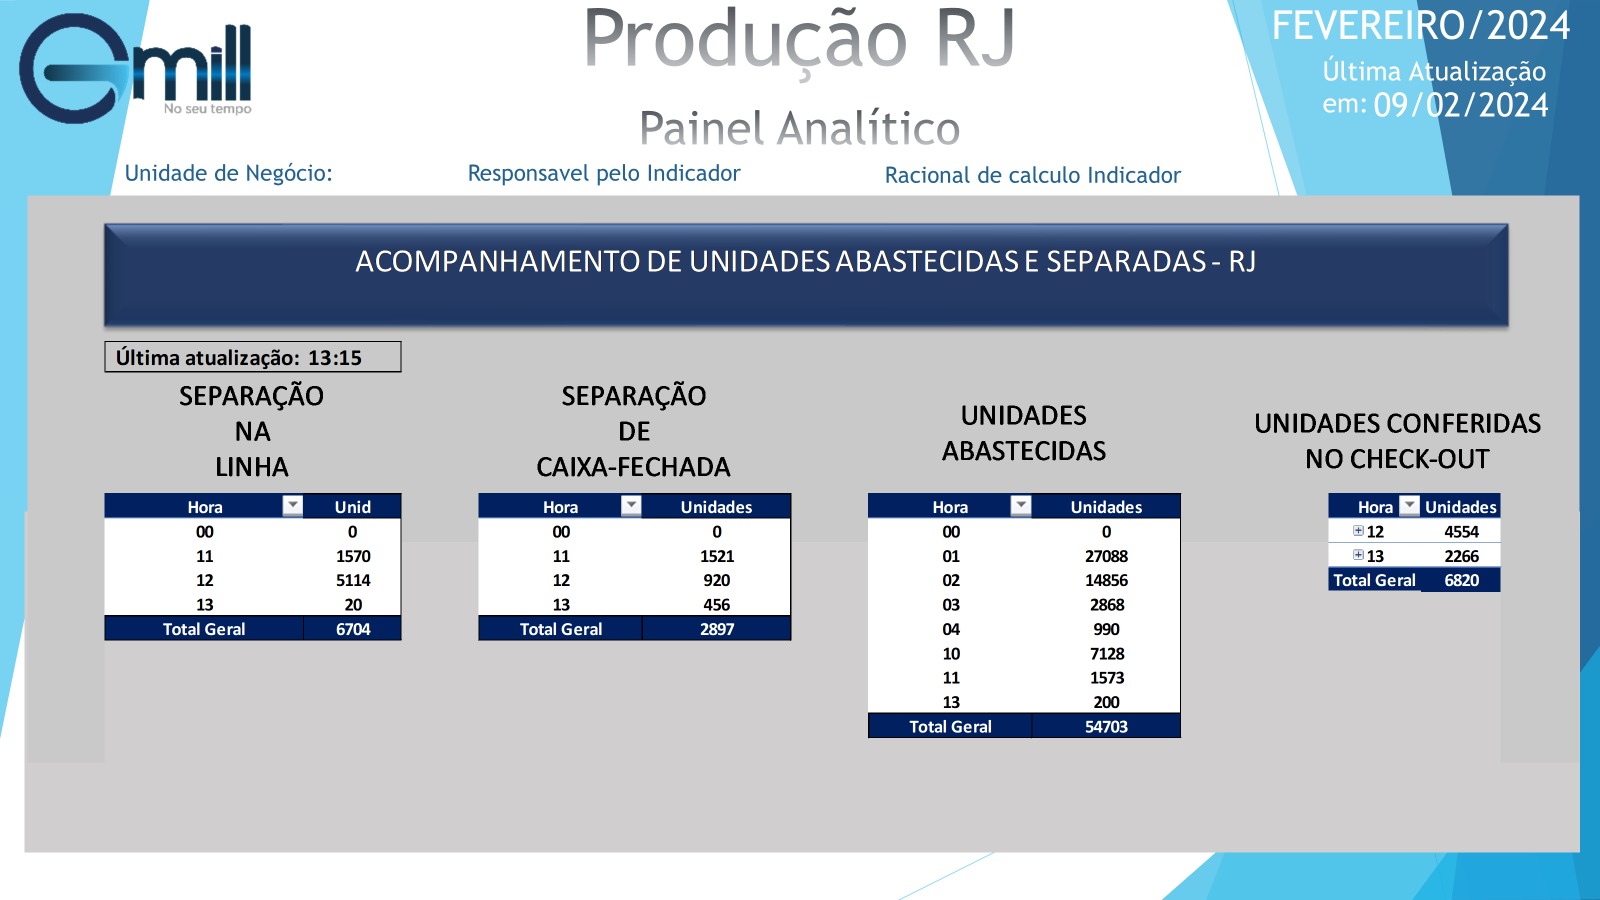 Gmill
No seu tempo
Produção RJ
Painel Analítico
FEVEREIRO/2024
Última Atualização
em: 09/02/2024
Unidade de Negócio:
Responsavel pelo Indicador
Racional de calculo Indicador
ACOMPANHAMENTO DE UNIDADES ABASTECIDAS E SEPARADAS - RJ
Última atualização: 13:15
SEPARAÇÃO
NA
LINHA
Hora Unid
00 0
11 1570
12 5114
13 20
Total Geral 6704
SEPARAÇÃO
DE
CAIXA-FECHADA
Hora Unidades
00 0
11 1521
12 920
13 456
Total Geral 2897
UNIDADES
ABASTECIDAS
Hora Unidades
00 0
01 27088
02 14856
03 2868
04 990
10 7128
11 1573
13 200
Total Geral 54703
UNIDADES CONFERIDAS
NO CHECK-OUT
Hora Unidades
12 4554
13 2266
Total Geral 6820